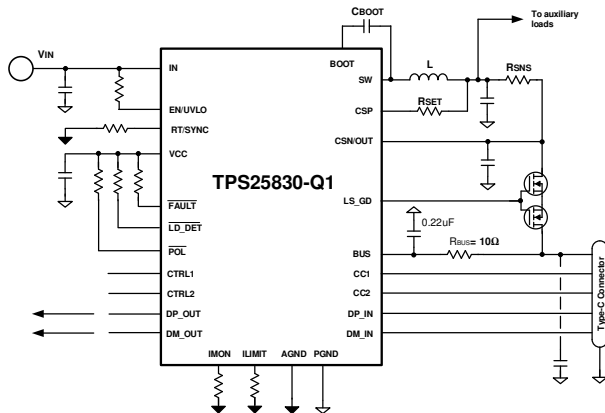 CBOOT
To auxiliary
loads
VIN
IN
BOOT
SW
L
RSNS
EN/UVLO
CSP
RSET
RT/SYNC
CSN/OUT
VCC
TPS25830-Q1
FAULT
LS_GD
LD_DET
0.22uF
POL
BUS
RBUS= 10Ω
CTRL1
CC1
CTRL2
CC2
DP_OUT
DP_IN
DM_OUT
DM_IN
Type-C Connector
IMON
ILIMIT
AGND
PGND